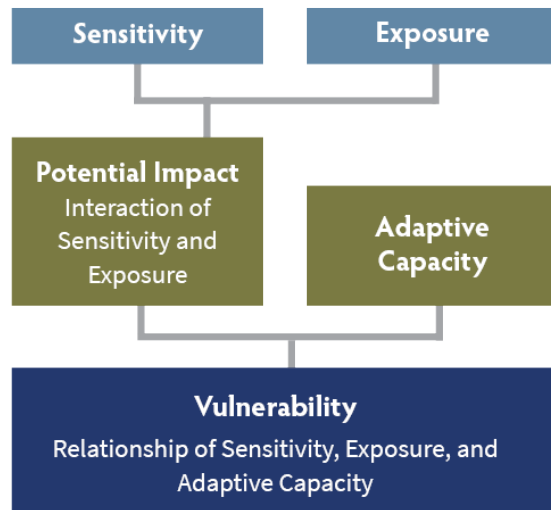 Sensitivity
Exposure
Potential Impact
Interaction of
Sensitivity and
Exposure
Adaptive
Capacity
Vulnerability
Relationship of Sensitivity, Exposure, and
Adaptive Capacity